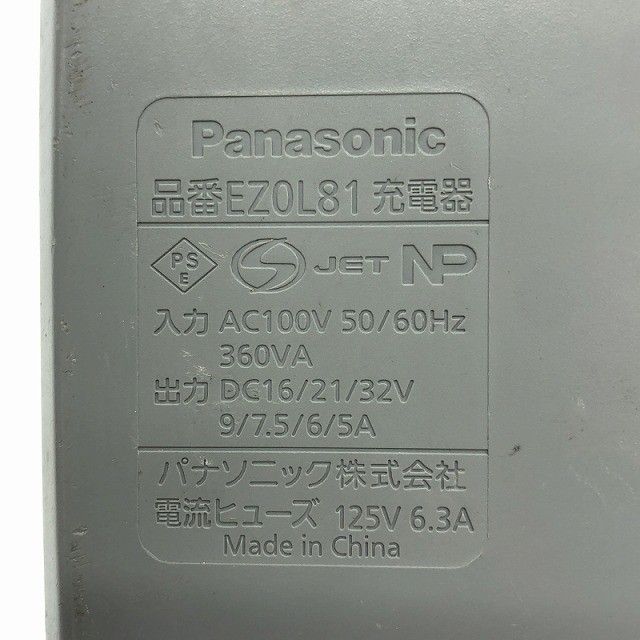 Panasonic
品番EZ0L81 充電器
PSE S JET NP
入力 AC100V 50/60Hz
360VA
出力 DC16/21/32V
9/7.5/6/5A
パナソニック株式会社
電流ヒューズ 125V 6.3A
Made in China